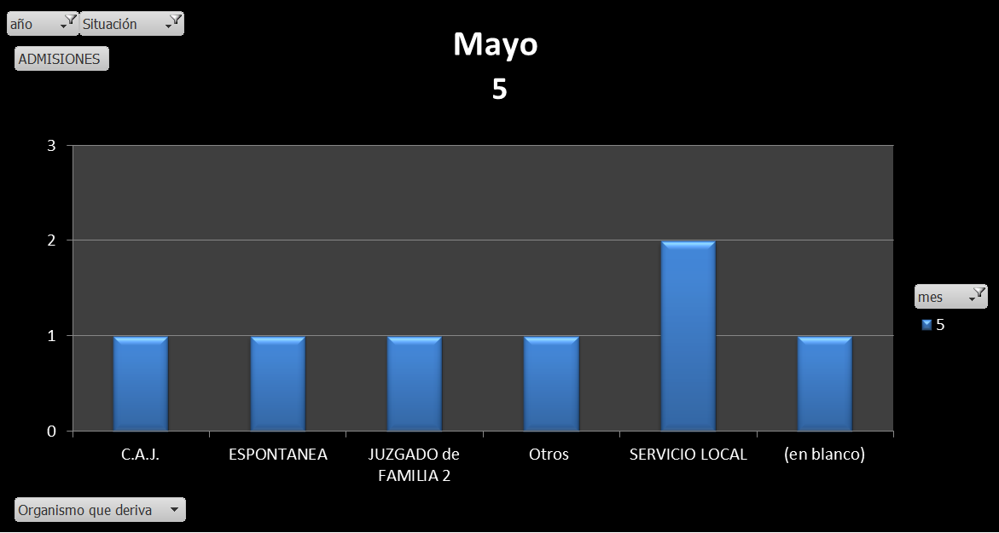 año
Situación
ADMISIONES
Mayo
5
3
2
1
0
C.A.J.
ESPONTANEA
JUZGADO de
FAMILIA 2
Otros
SERVICIO LOCAL
(en blanco)
mes
5
Organismo que deriva